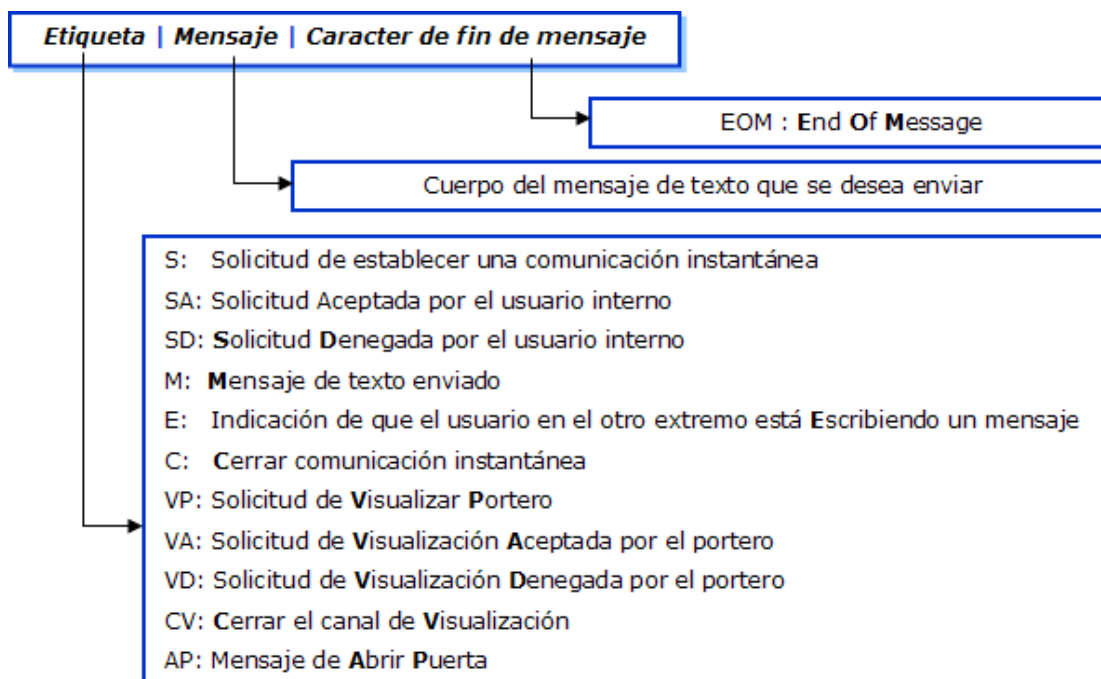 Etiqueta | Mensaje | Caracter de fin de mensaje
EOM : End Of Message
Cuerpo del mensaje de texto que se desea enviar
S: Solicitud de establecer una comunicación instantánea
SA: Solicitud Aceptada por el usuario interno
SD: Solicitud Denegada por el usuario interno
M: Mensaje de texto enviado
E: Indicación de que el usuario en el otro extremo está Escribiendo un mensaje
C: Cerrar comunicación instantánea
VP: Solicitud de Visualizar Portero
VA: Solicitud de Visualización Aceptada por el portero
VD: Solicitud de Visualización Denegada por el portero
CV: Cerrar el canal de Visualización
AP: Mensaje de Abrir Puerta